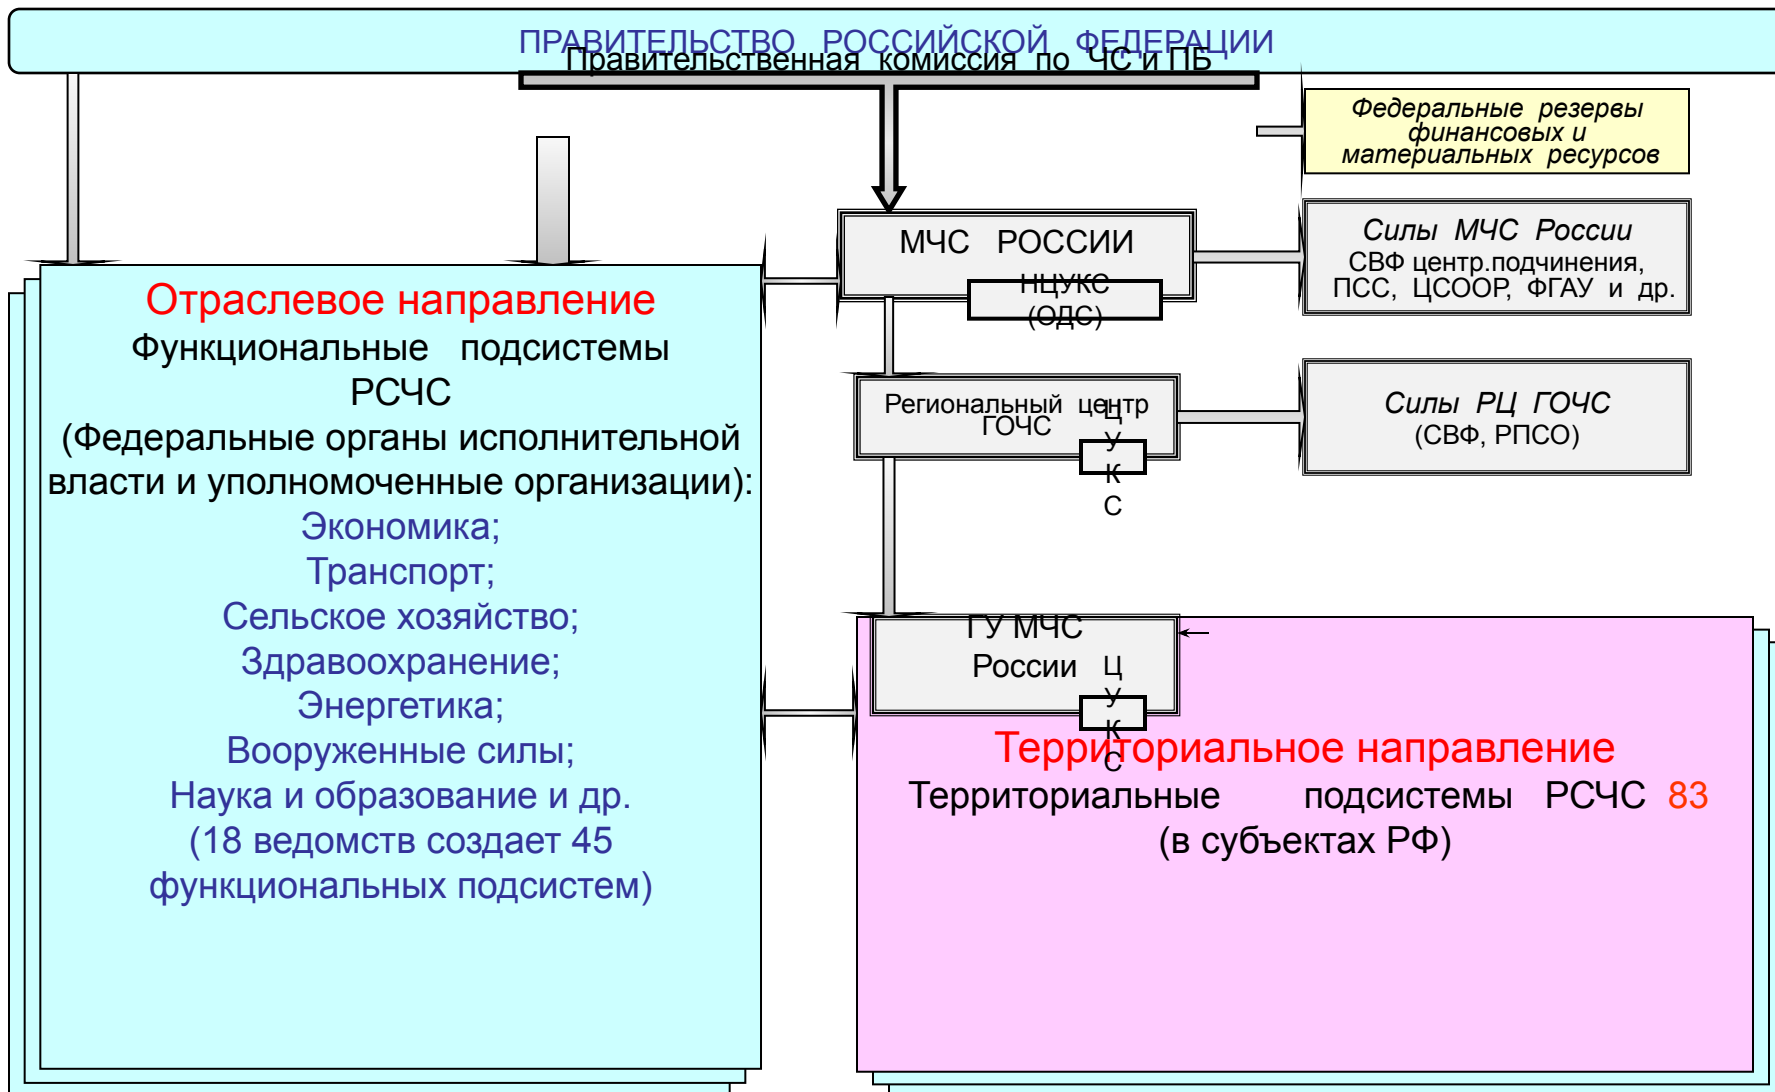 ПРАВИТЕЛЬСТВО РОССИЙСКОЙ ФЕДЕРАЦИИ
Правительственная комиссия по ЧС и ПБ
Федеральные резервы
финансовых и
материальных ресурсов
МЧС РОССИИ
НЦУКС
(ОДС)
Силы МЧС России
СВФ центр.подчинения,
ПСС, ЦСООР, ФГАУ и др.
Региональный центр
ГОЧС
Ц
У
К
С
Силы РЦ ГОЧС
(СВФ, РПСО)
Отраслевое направление
Функциональные подсистемы
РСЧС
(Федеральные органы исполнительной
власти и уполномоченные организации):
Экономика;
Транспорт;
Сельское хозяйство;
Здравоохранение;
Энергетика;
Вооруженные силы;
Наука и образование и др.
(18 ведомств создает 45
функциональных подсистем)
ГУ МЧС
России
Ц
У
К
С
Территориальное направление
Территориальные подсистемы РСЧС 83
(в субъектах РФ)